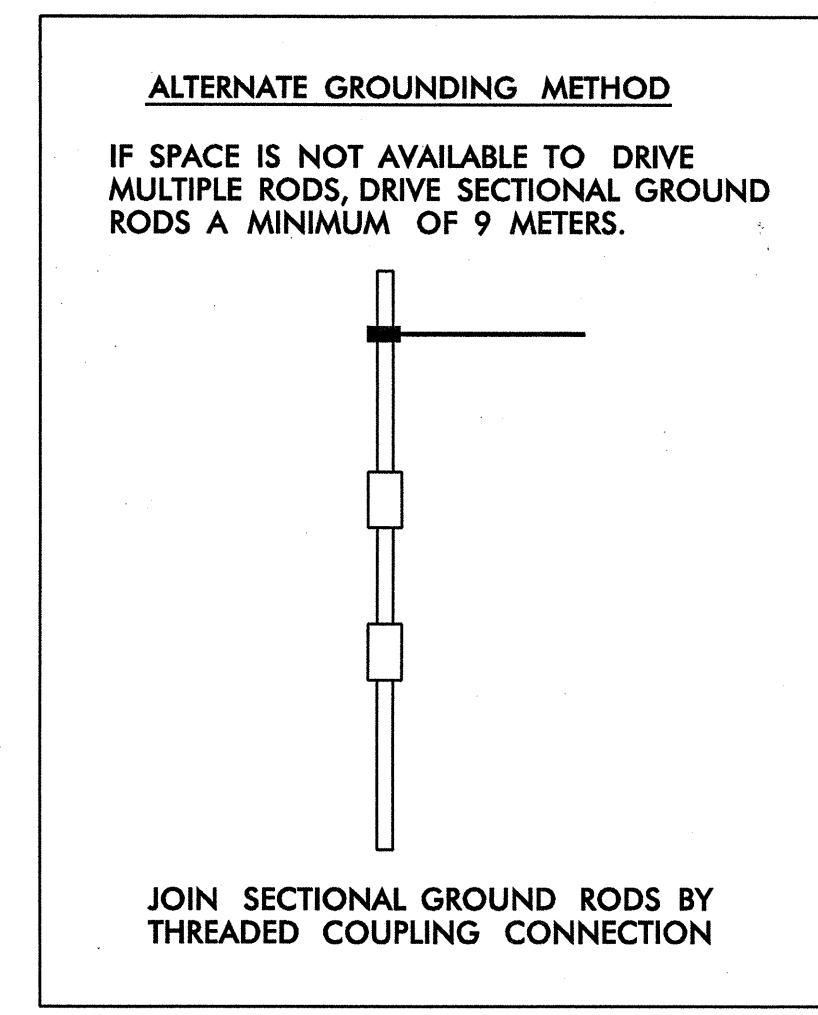 ALTERNATE GROUNDING METHOD
IF SPACE IS NOT AVAILABLE TO DRIVE
MULTIPLE RODS, DRIVE SECTIONAL GROUND
RODS A MINIMUM OF 9 METERS.
JOIN SECTIONAL GROUND RODS BY
THREADED COUPLING CONNECTION